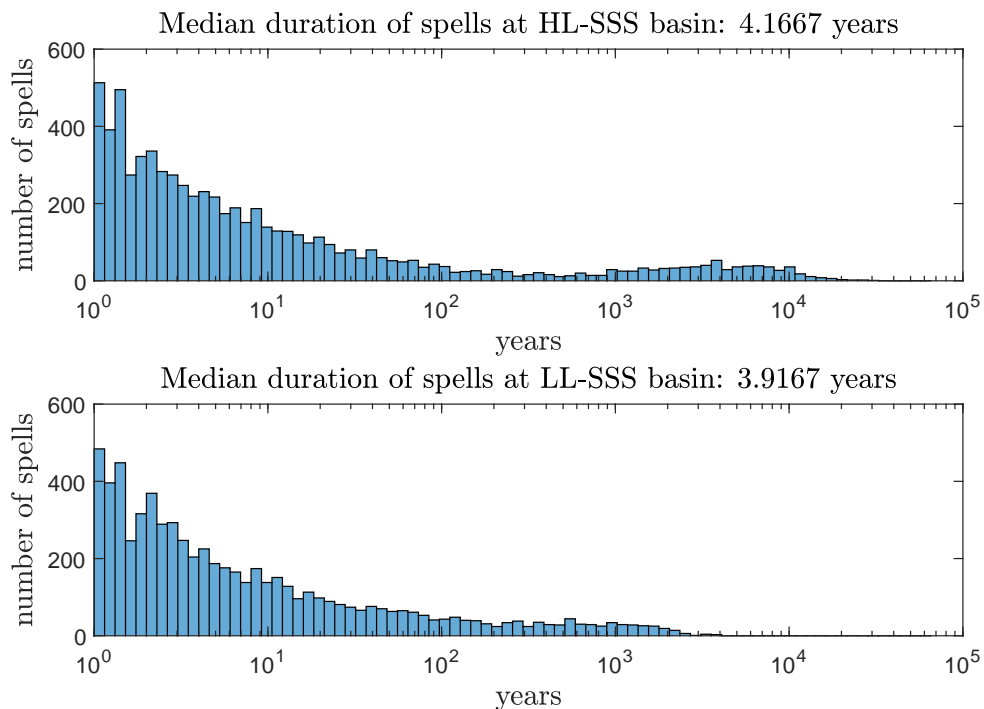 Median duration of spells at HL-SSS basin: 4.1667 years
number of spells
600
400
200
0
10^0 10^1 10^2 10^3 10^4 10^5
years
Median duration of spells at LL-SSS basin: 3.9167 years
number of spells
600
400
200
0
10^0 10^1 10^2 10^3 10^4 10^5
years